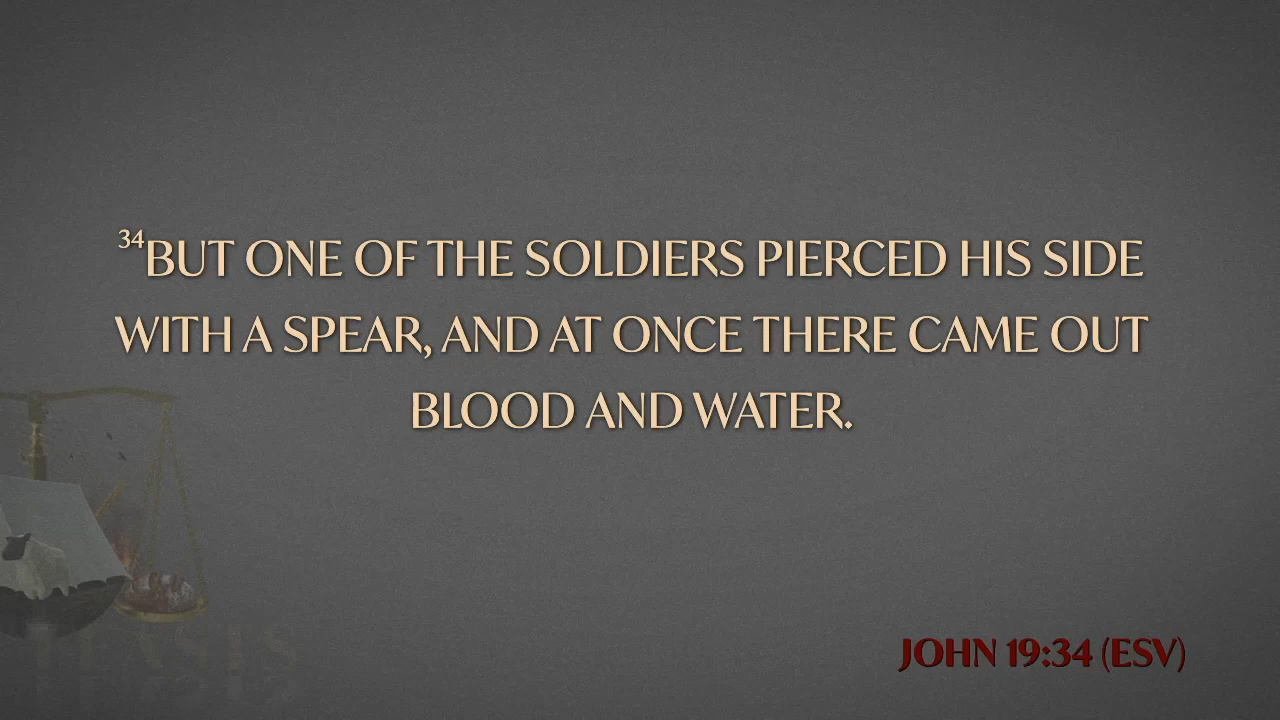 34BUT ONE OF THE SOLDIERS PIERCED HIS SIDE
WITH A SPEAR, AND AT ONCE THERE CAME OUT
BLOOD AND WATER.
JOHN 19:34 (ESV)